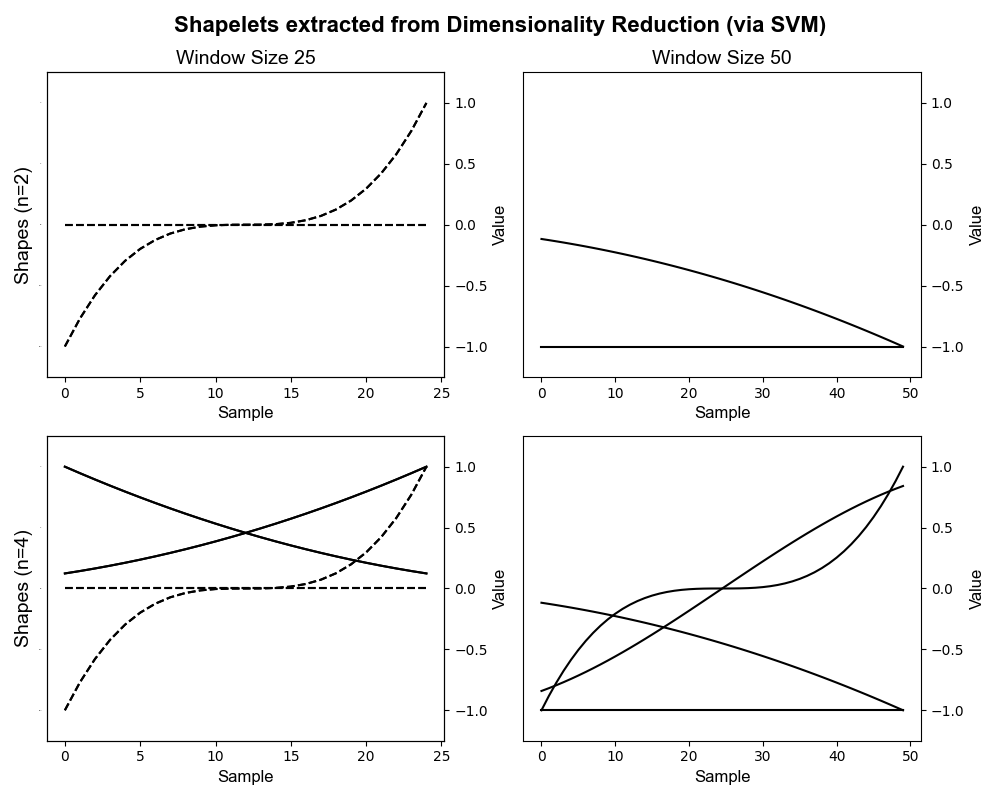 Shapelets extracted from Dimensionality Reduction (via SVM)
Window Size 25
Window Size 50
Shapes (n=2)
1.0
0.5
0.0
−0.5
−1.0
Value
0 5 10 15 20 25
Sample
1.0
0.5
0.0
−0.5
−1.0
Value
0 10 20 30 40 50
Sample
Shapes (n=4)
1.0
0.5
0.0
−0.5
−1.0
Value
0 5 10 15 20 25
Sample
1.0
0.5
0.0
−0.5
−1.0
Value
0 10 20 30 40 50
Sample